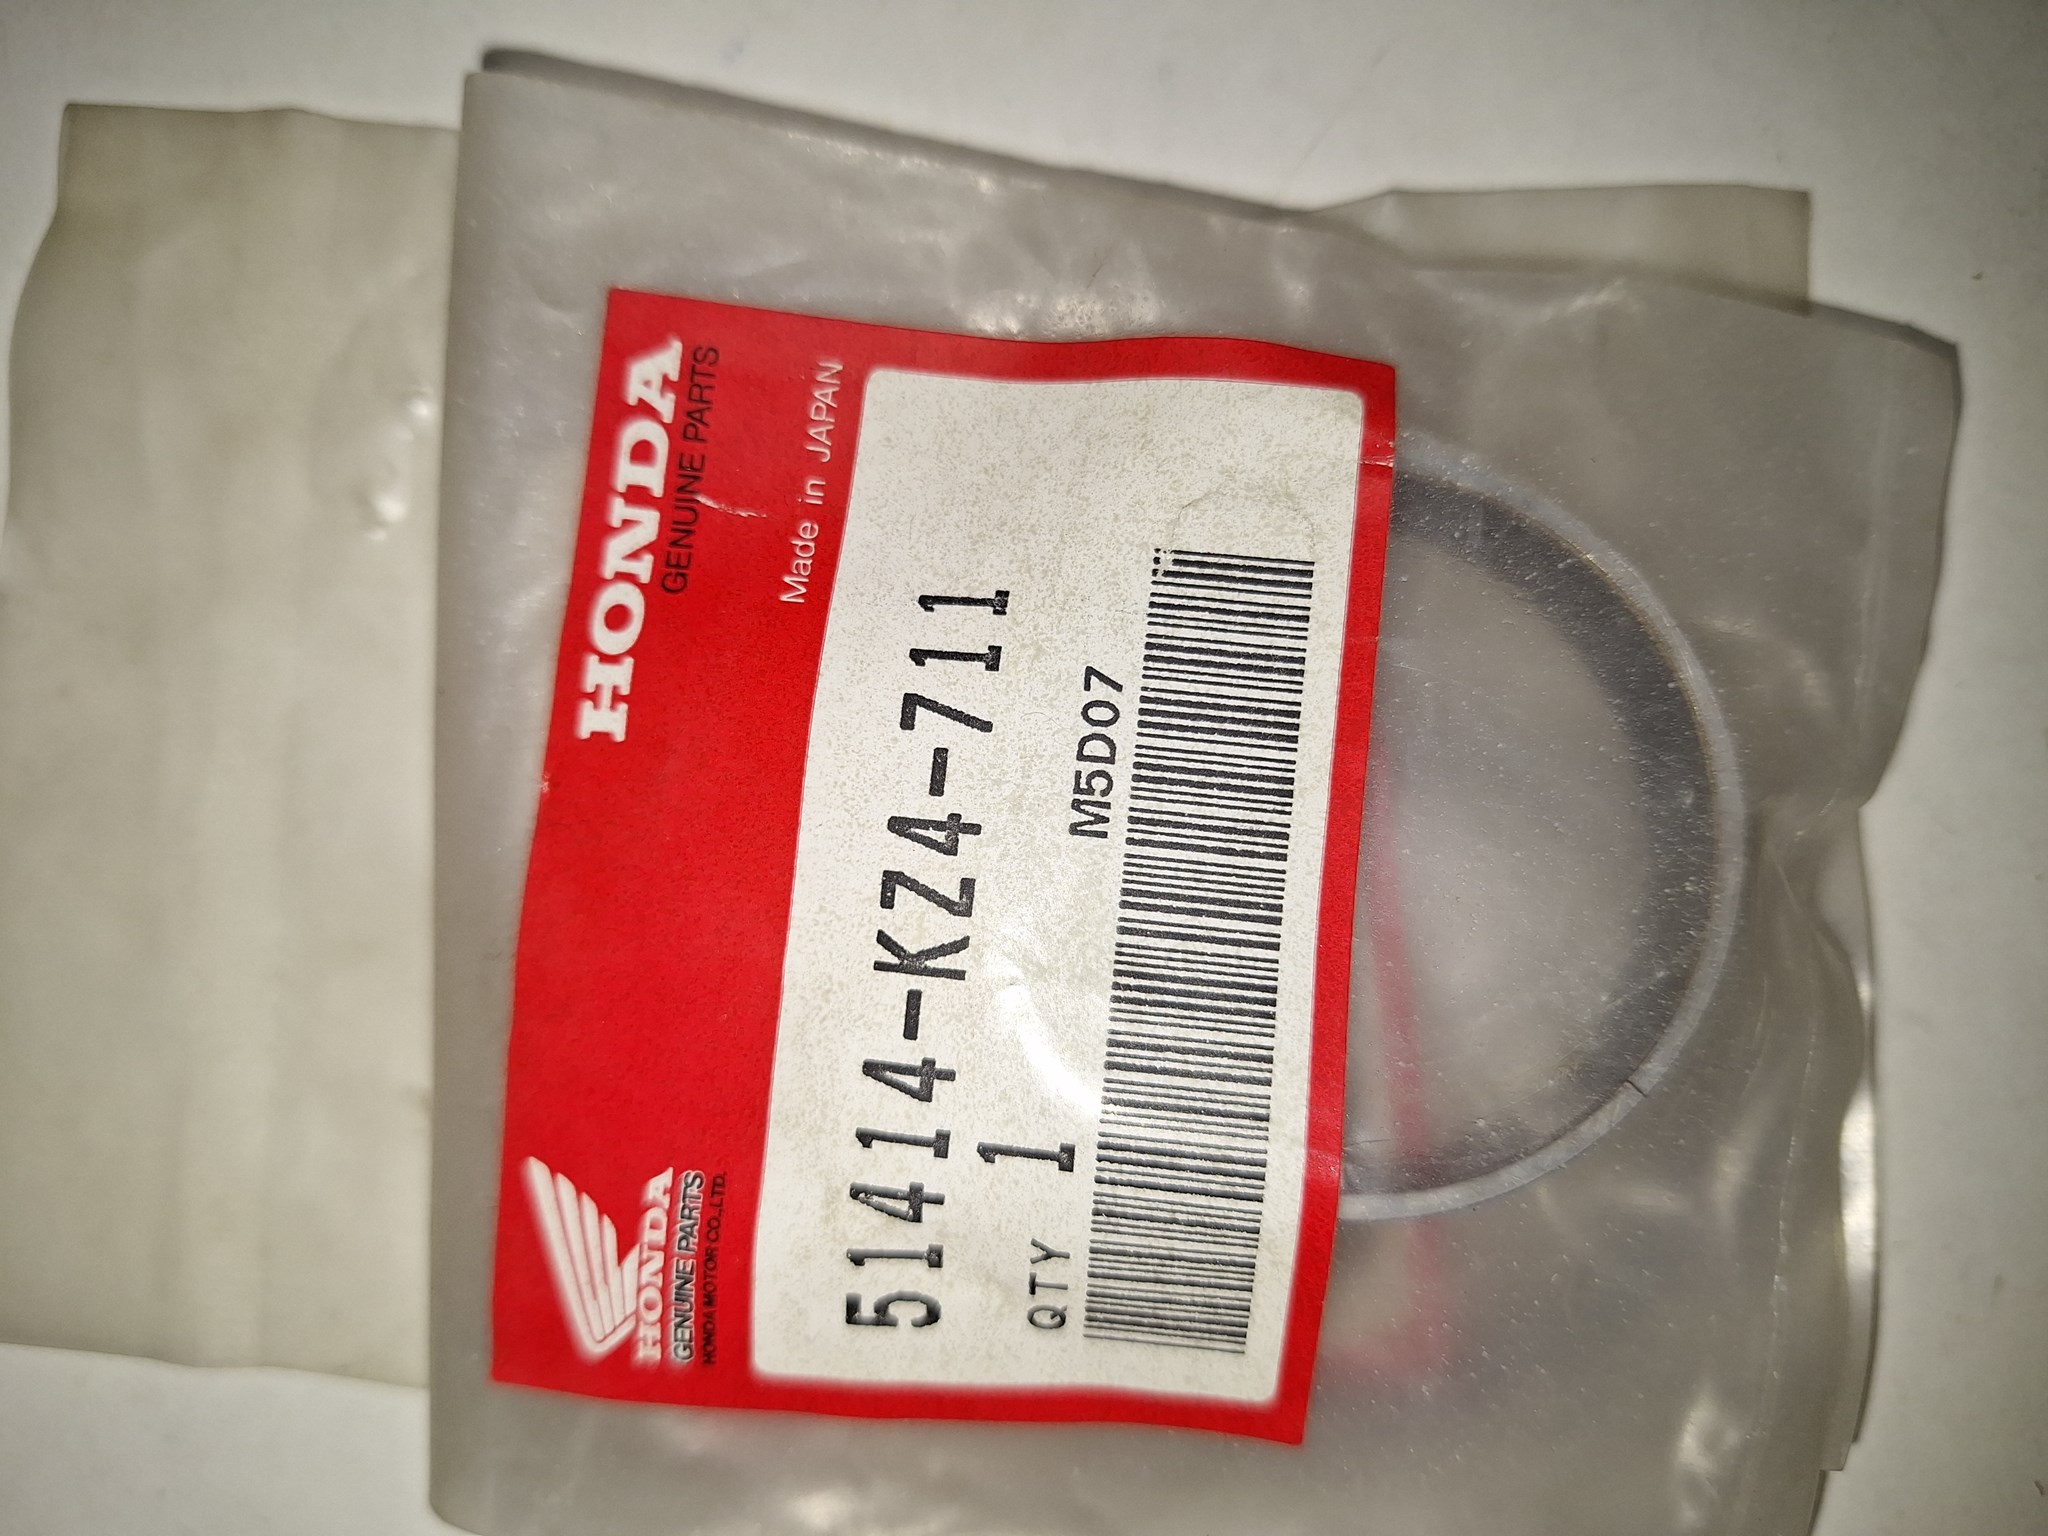 HONDA
GENUINE PARTS
HONDA MOTOR CO.,LTD.
HONDA
GENUINE PARTS
Made in JAPAN
51414-KZ4-711
QTY 1
M5D07